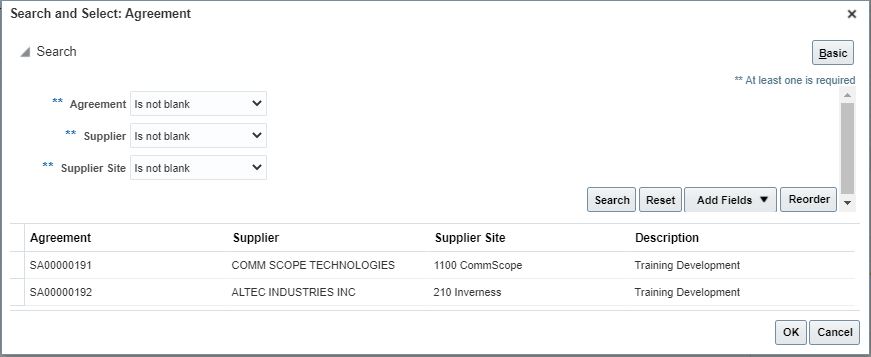 Search and Select: Agreement
Search
Basic
** At least one is required
** Agreement Is not blank
** Supplier Is not blank
** Supplier Site Is not blank
Search Reset Add Fields Reorder
Agreement Supplier Supplier Site Description
SA00000191 COMM SCOPE TECHNOLOGIES 1100 CommScope Training Development
SA00000192 ALTEC INDUSTRIES INC 210 Inverness Training Development
OK Cancel